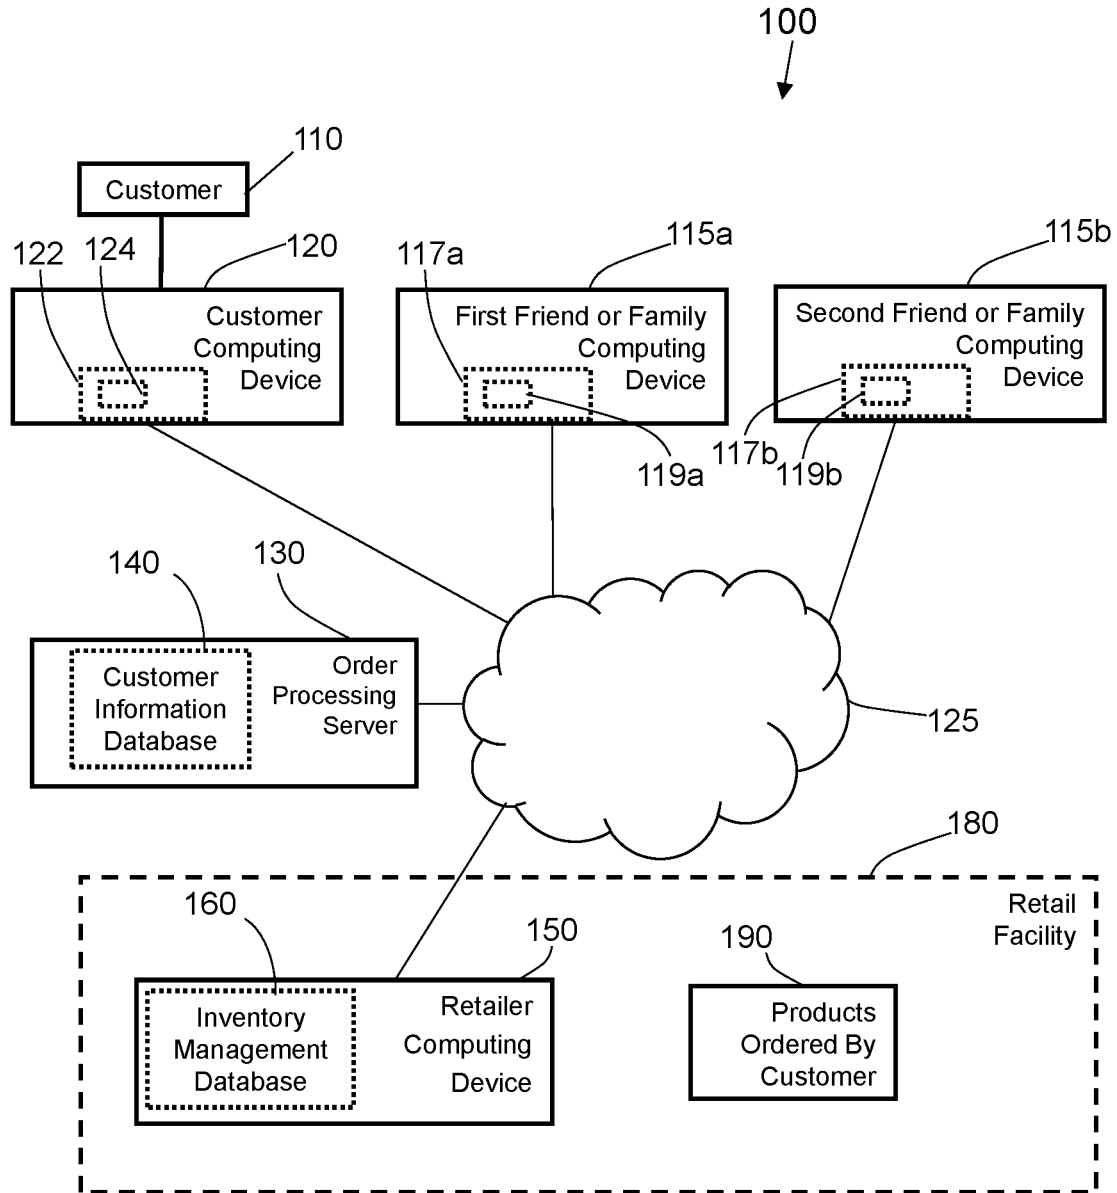 100
110
Customer
122
124
120
117a
115a
115b
Customer
Computing
Device
First Friend or Family
Computing
Device
Second Friend or Family
Computing
Device
119a
117b
119b
140
130
Customer
Information
Database
Order
Processing
Server
125
180
Retail
Facility
160
150
190
Inventory
Management
Database
Retailer
Computing
Device
Products
Ordered By
Customer